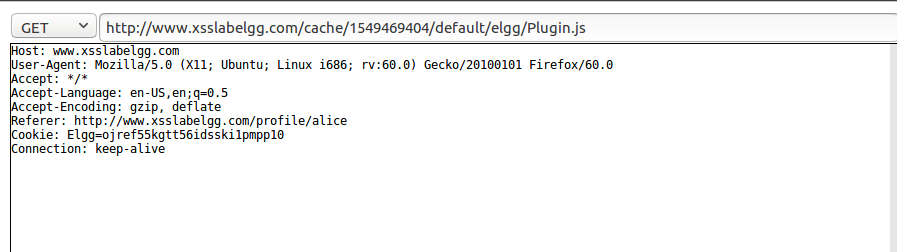 GET http://www.xsslabelgg.com/cache/1549469404/default/elgg/Plugin.js
Host: www.xsslabelgg.com
User-Agent: Mozilla/5.0 (X11; Ubuntu; Linux i686; rv:60.0) Gecko/20100101 Firefox/60.0
Accept: */*
Accept-Language: en-US,en;q=0.5
Accept-Encoding: gzip, deflate
Referer: http://www.xsslabelgg.com/profile/alice
Cookie: Elgg=ojref55kgtt56idsski1pmpp10
Connection: keep-alive